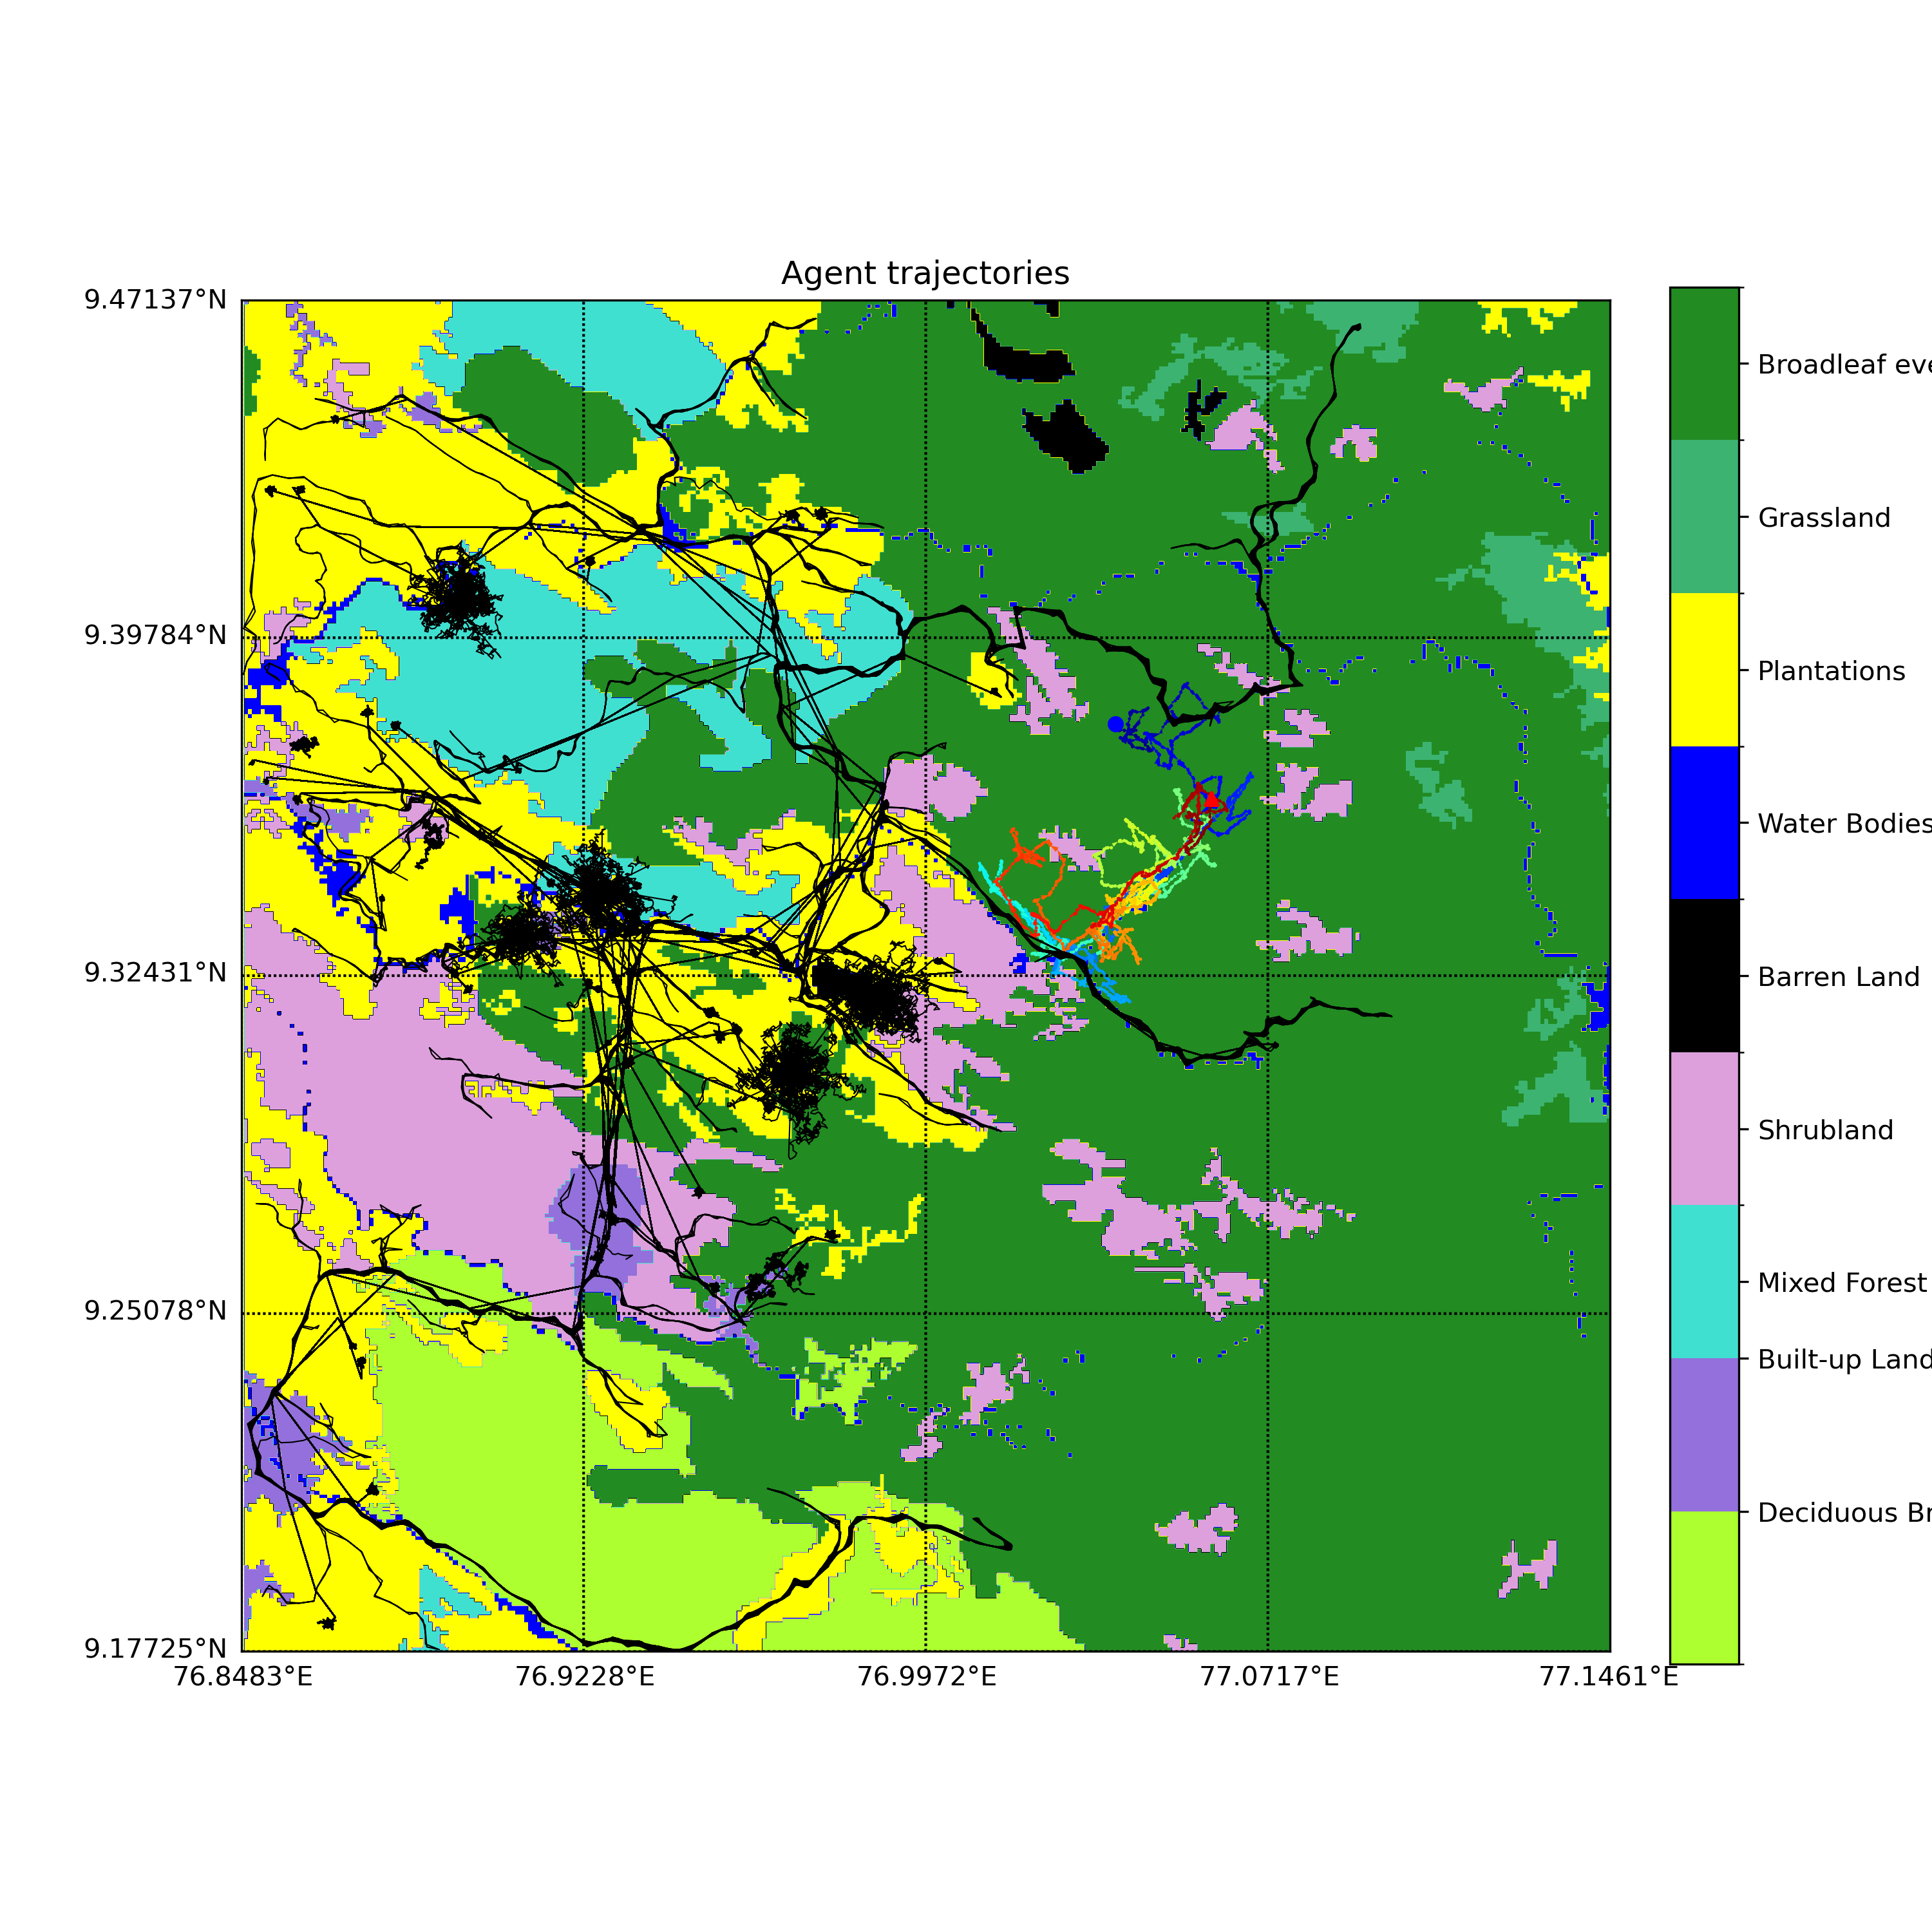 Agent trajectories
9.47137°N
9.39784°N
9.32431°N
9.25078°N
9.17725°N
76.8483°E
76.9228°E
76.9972°E
77.0717°E
77.1461°E
Broadleaf eve
Grassland
Plantations
Water Bodies
Barren Land
Shrubland
Mixed Forest
Built-up Land
Deciduous Br